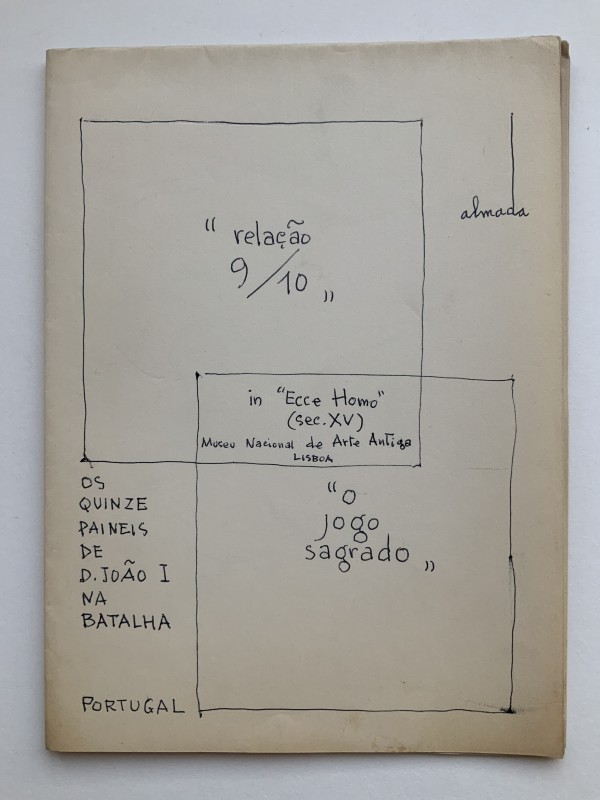 almada
“ relação
9/10 „
in “Ecce Homo”
(sec. XV)
Museu Nacional de Arte Antiga
LISBOA
“ O
jogo
sagrado „
OS
QUINZE
PAINEIS
DE
D. JOÃO I
NA
BATALHA
PORTUGAL